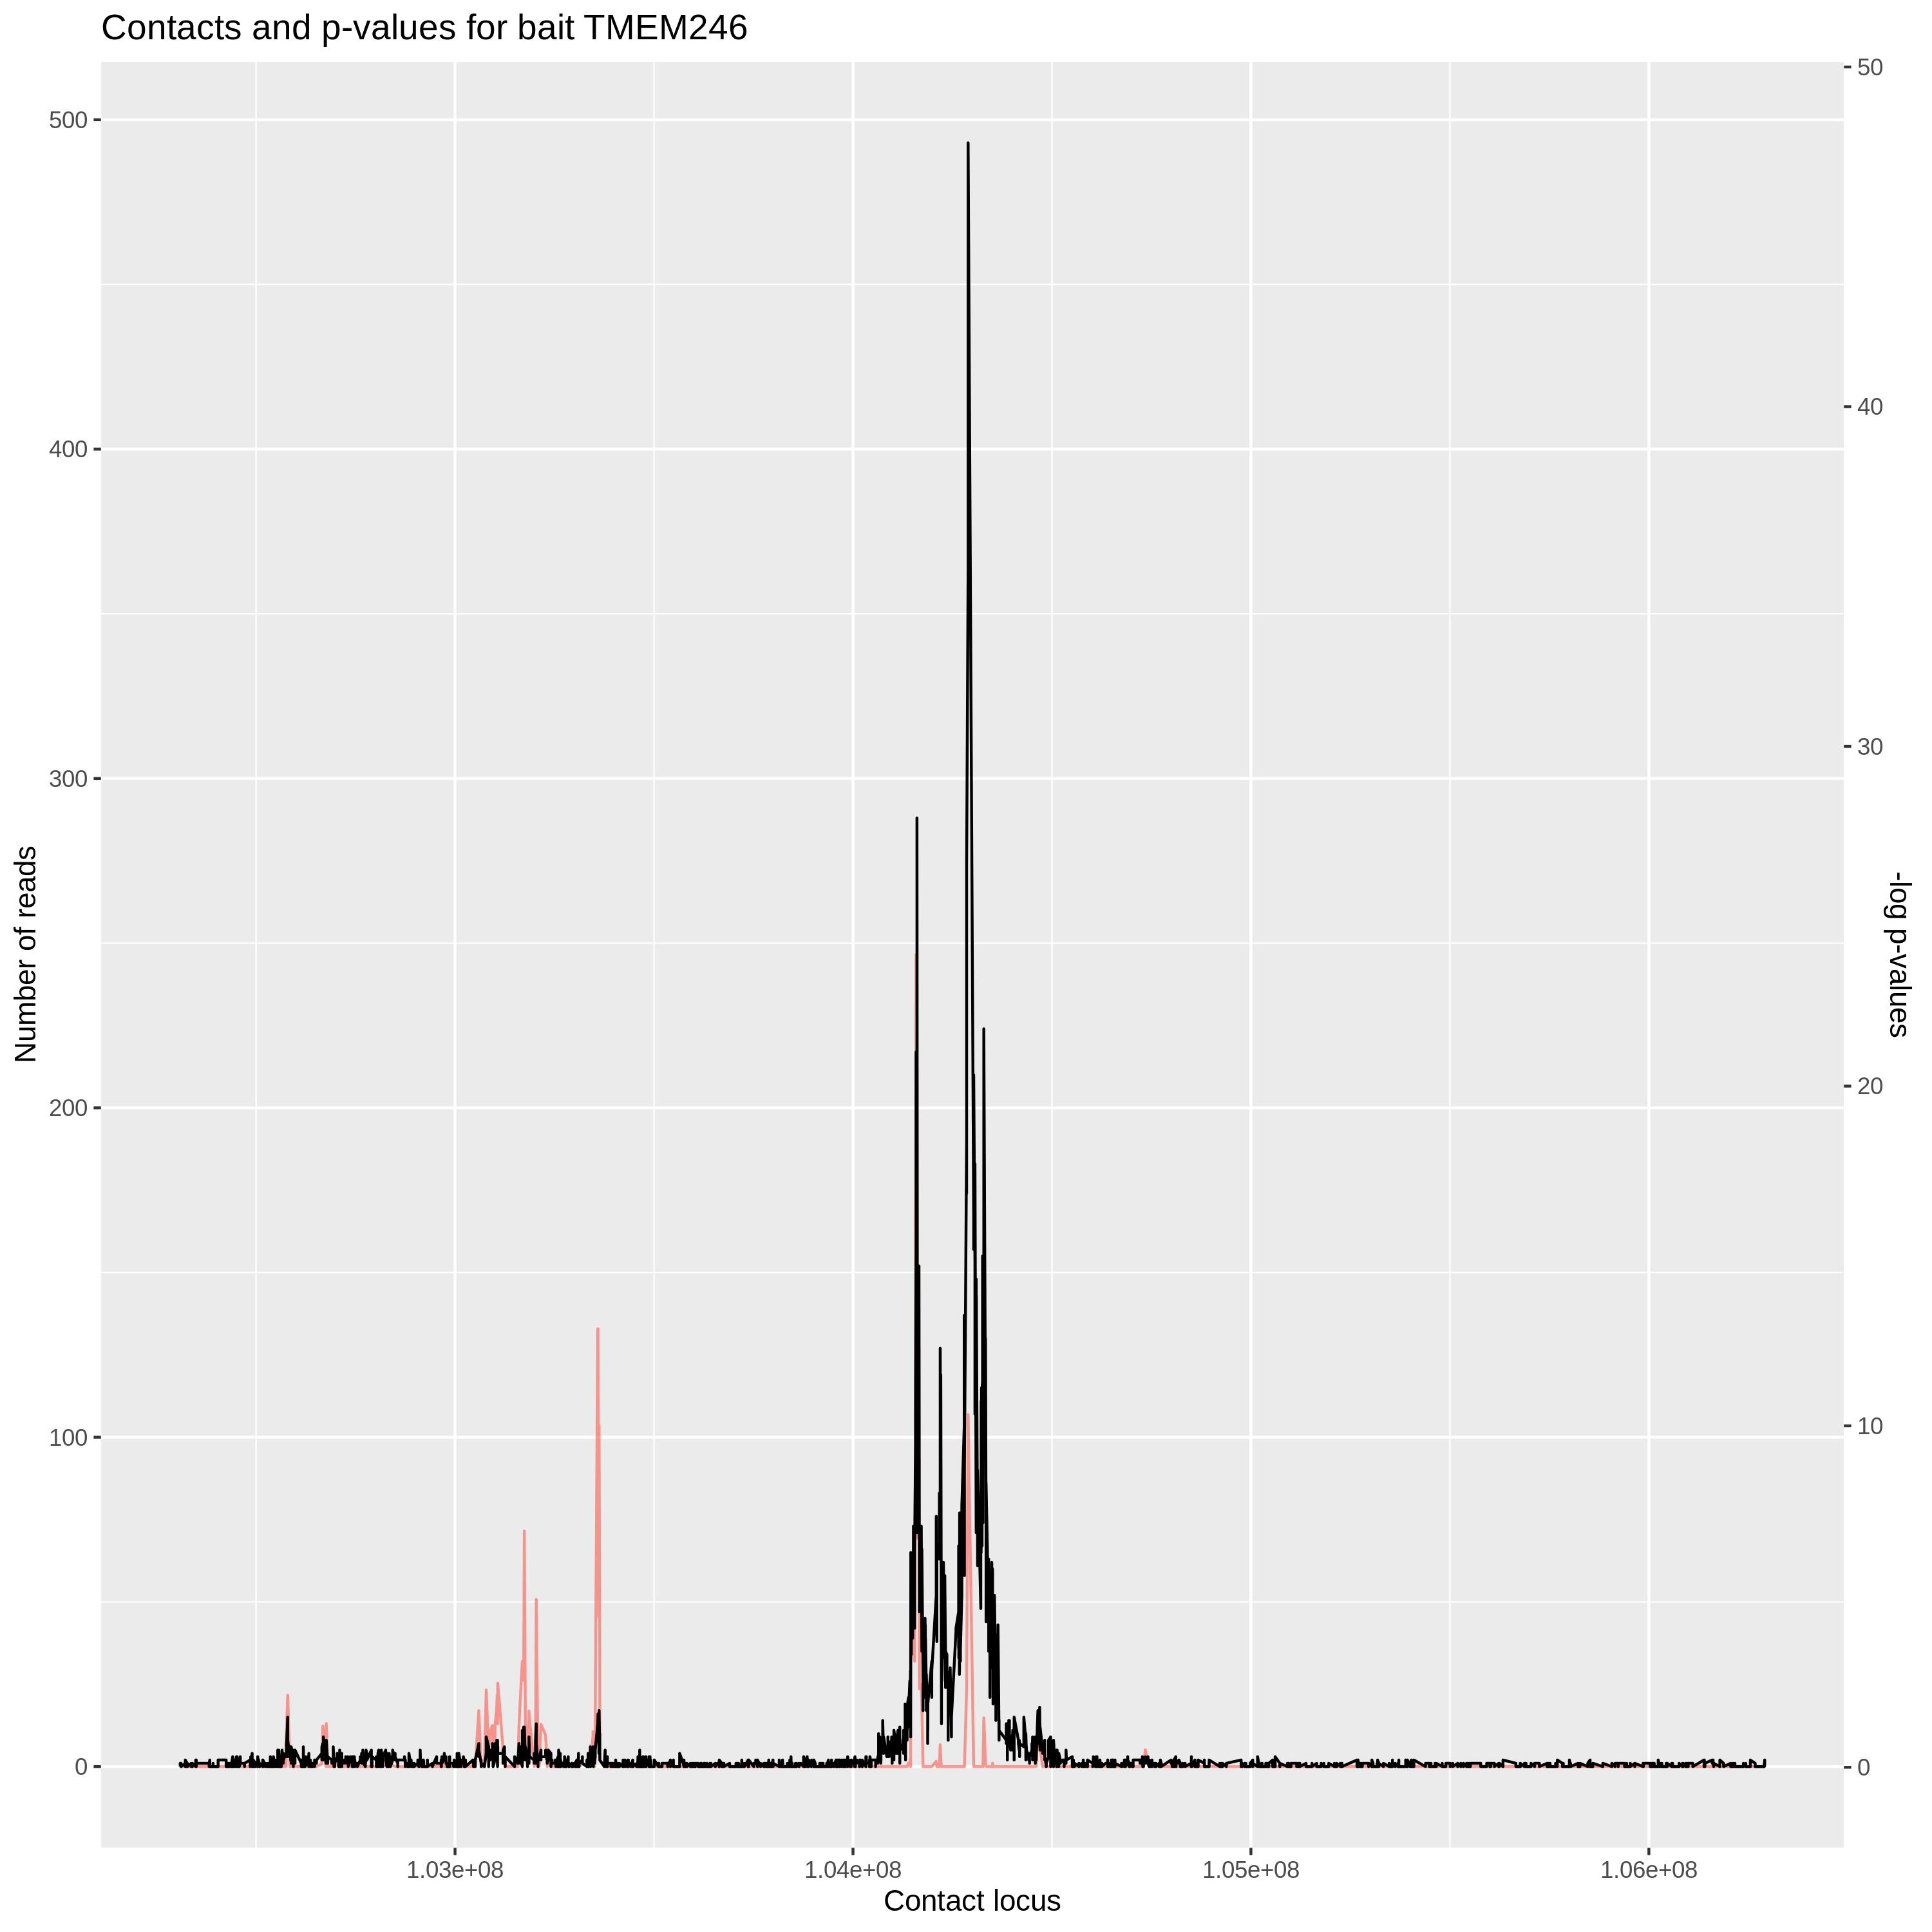 Contacts and p-values for bait TMEM246
500
400
300
200
100
0
Number of reads
50
40
30
20
10
0
-log p-values
1.03e+08
1.04e+08
1.05e+08
1.06e+08
Contact locus